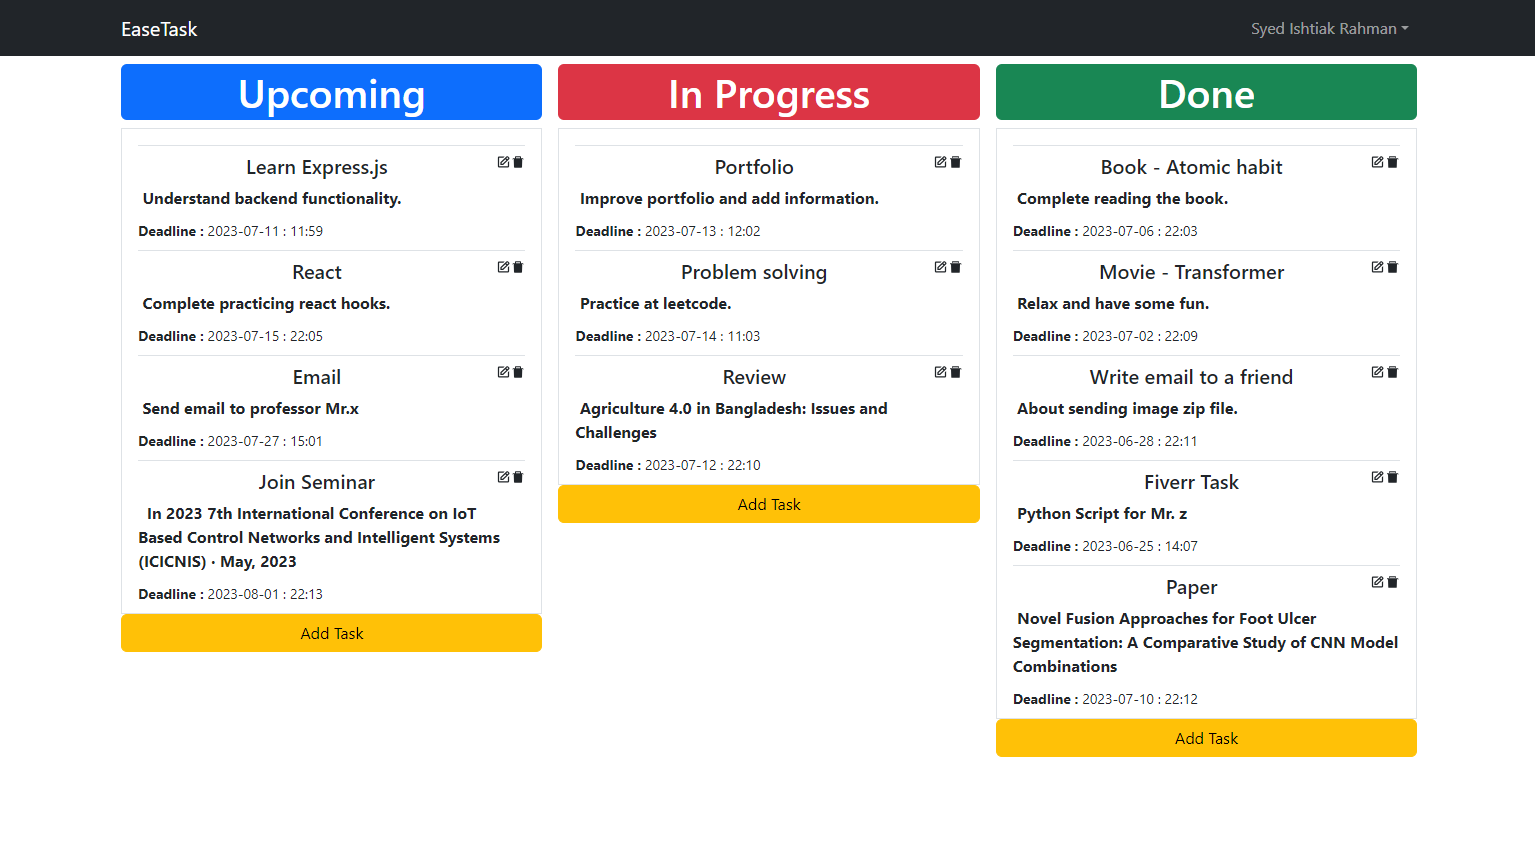 EaseTask
Syed Ishtiak Rahman
Upcoming
Learn Express.js
Understand backend functionality.
Deadline : 2023-07-11 : 11:59
React
Complete practicing react hooks.
Deadline : 2023-07-15 : 22:05
Email
Send email to professor Mr.x
Deadline : 2023-07-27 : 15:01
Join Seminar
In 2023 7th International Conference on IoT
Based Control Networks and Intelligent Systems
(ICICNIS) · May, 2023
Deadline : 2023-08-01 : 22:13
Add Task
In Progress
Portfolio
Improve portfolio and add information.
Deadline : 2023-07-13 : 12:02
Problem solving
Practice at leetcode.
Deadline : 2023-07-14 : 11:03
Review
Agriculture 4.0 in Bangladesh: Issues and
Challenges
Deadline : 2023-07-12 : 22:10
Add Task
Done
Book - Atomic habit
Complete reading the book.
Deadline : 2023-07-06 : 22:03
Movie - Transformer
Relax and have some fun.
Deadline : 2023-07-02 : 22:09
Write email to a friend
About sending image zip file.
Deadline : 2023-06-28 : 22:11
Fiverr Task
Python Script for Mr. z
Deadline : 2023-06-25 : 14:07
Paper
Novel Fusion Approaches for Foot Ulcer
Segmentation: A Comparative Study of CNN Model
Combinations
Deadline : 2023-07-10 : 22:12
Add Task